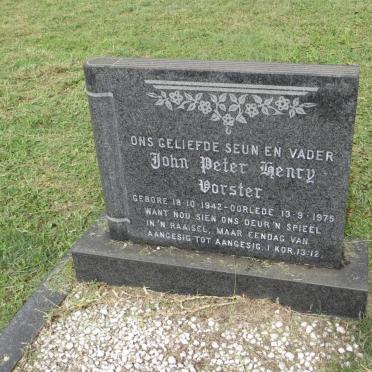 ONS GELIEFDE SEUN EN VADER
John Peter Henry
Vorster
GEBORE 18-10-1942-OORLEDE 13-9-1975
WANT NOU SIEN ONS DEUR 'N SPIEËL
IN 'N RAAISEL, MAAR EENDAG VAN
AANGESIG TOT AANGESIG. 1 KOR.13:12.